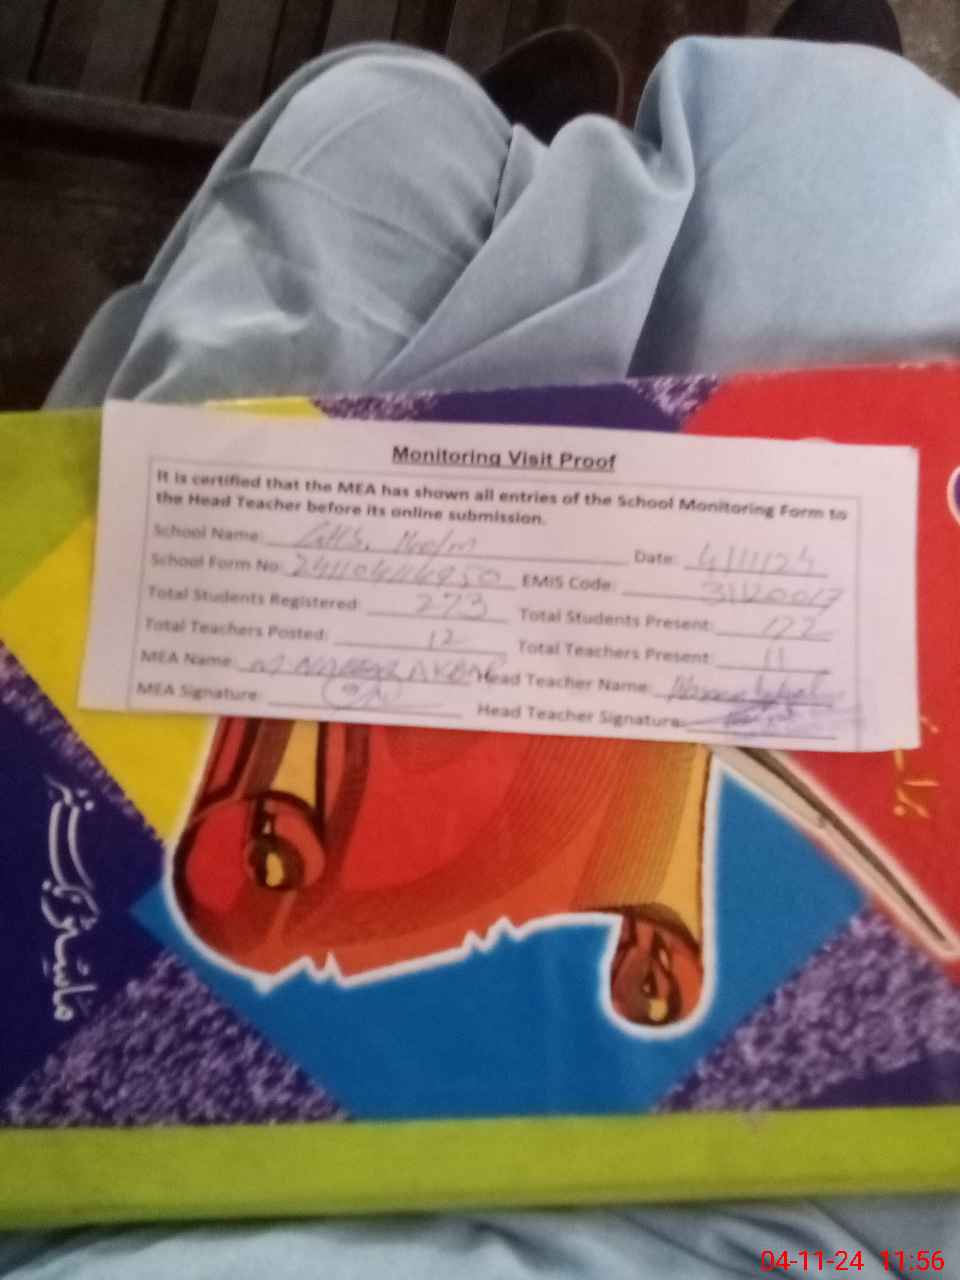 Monitoring Visit Proof
It is certified that the MEA has shown all entries of the School Monitoring Form to
the Head Teacher before its online submission.
School Name: GHS. Date: 4/11/24
School Form No: EMIS Code: 31120017
Total Students Registered: 273 Total Students Present:
Total Teachers Posted: 12 Total Teachers Present: 11
MEA Name: AKBAR Head Teacher Name:
MEA Signature: Head Teacher Signature:
04-11-24 11:56